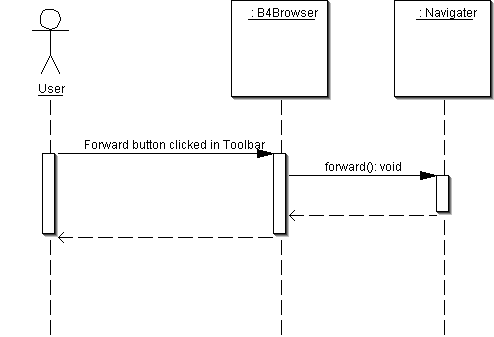 : B4Browser
: Navigater
User
Forward button clicked in Toolbar
forward(): void